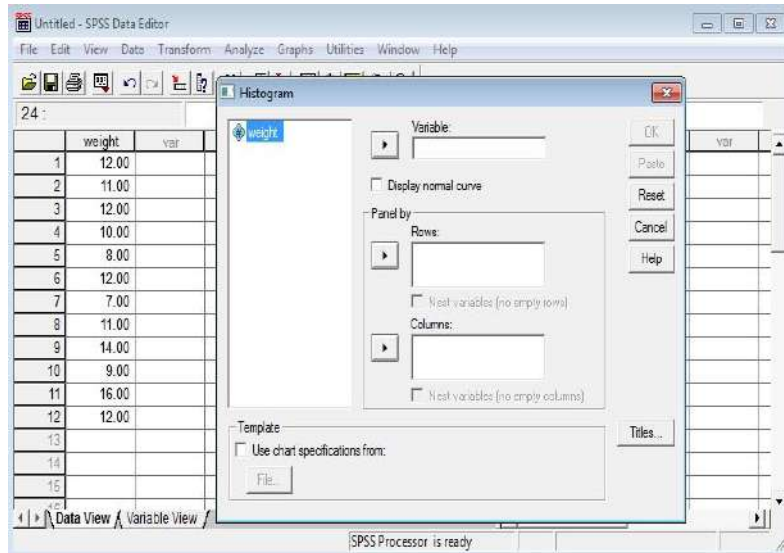 Untitled - SPSS Data Editor
File Edit View Data Transform Analyze Graphs Utilities Window Help
24 :
weight var var
1 12.00
2 11.00
3 12.00
4 10.00
5 8.00
6 12.00
7 7.00
8 11.00
9 14.00
10 9.00
11 16.00
12 12.00
13
14
15
Data View Variable View
SPSS Processor is ready
Histogram
weight
Variable:
Display normal curve
Panel by
Rows:
Nest variables (no empty rows)
Columns:
Nest variables (no empty columns)
Template
Use chart specifications from:
File...
OK
Paste
Reset
Cancel
Help
Titles...